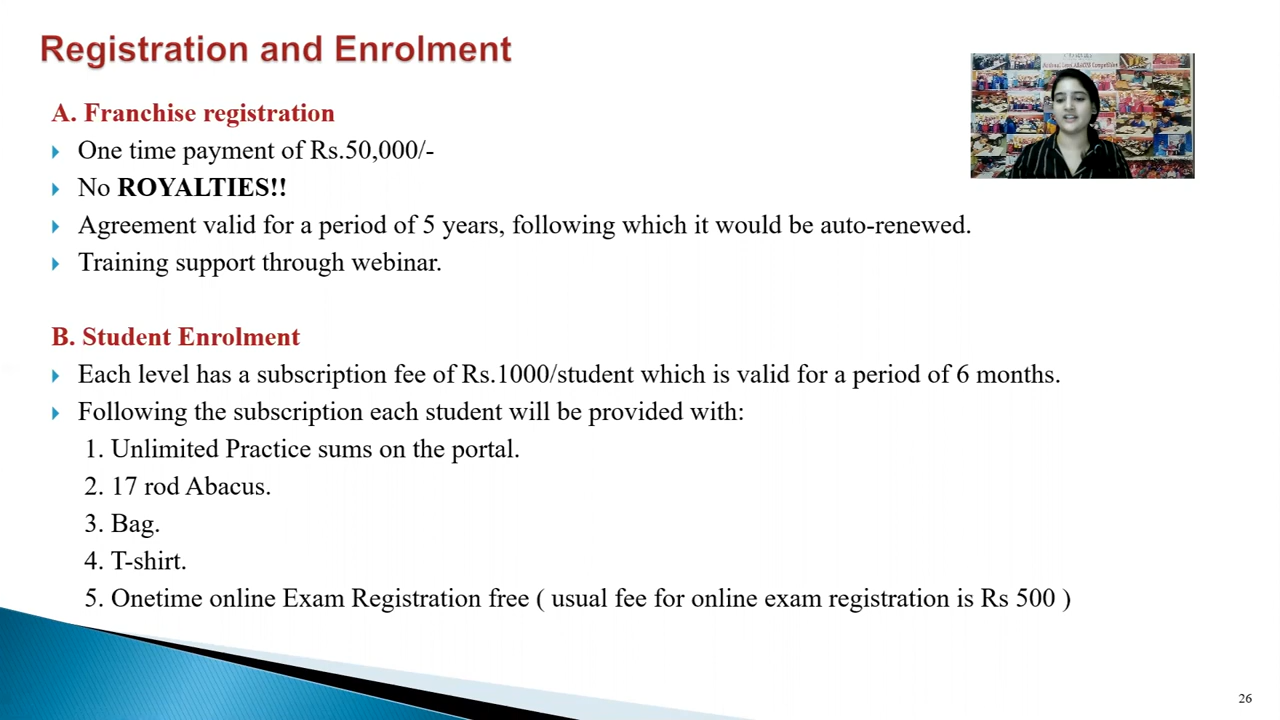 Registration and Enrolment
A. Franchise registration
One time payment of Rs.50,000/-
No ROYALTIES!!
Agreement valid for a period of 5 years, following which it would be auto-renewed.
Training support through webinar.
B. Student Enrolment
Each level has a subscription fee of Rs.1000/student which is valid for a period of 6 months.
Following the subscription each student will be provided with:
1. Unlimited Practice sums on the portal.
2. 17 rod Abacus.
3. Bag.
4. T-shirt.
5. Onetime online Exam Registration free ( usual fee for online exam registration is Rs 500 )
26